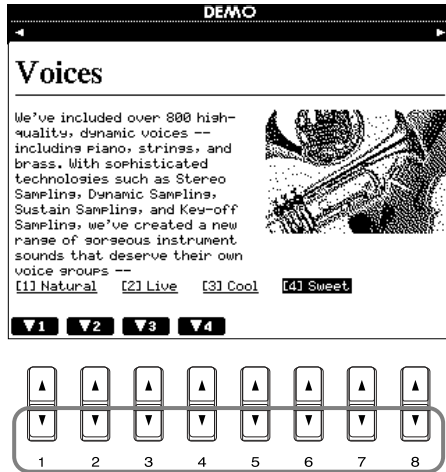 DEMO
Voices
We've included over 800 high-
quality, dynamic voices --
including piano, strings, and
brass. With sophisticated
technologies such as Stereo
Sampling, Dynamic Sampling,
Sustain Sampling, and Key-off
Sampling, we've created a new
range of gorgeous instrument
sounds that deserve their own
voice groups --
[1] Natural [2] Live [3] Cool [4] Sweet
▼1 ▼2 ▼3 ▼4
1 2 3 4 5 6 7 8